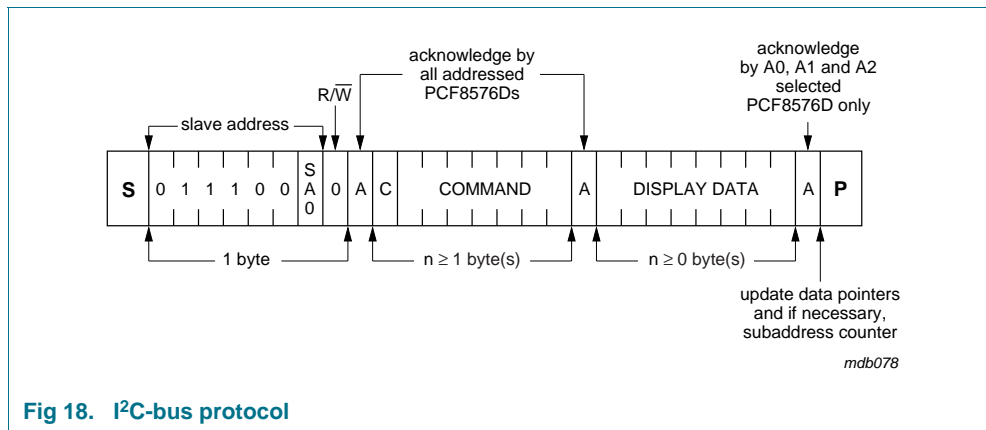 acknowledge by
all addressed
PCF8576Ds
acknowledge
by A0, A1 and A2
selected
PCF8576D only
R/W̅
slave address
S 0 1 1 1 0 0 SA0 0 A C COMMAND A DISPLAY DATA A P
1 byte
n ≥ 1 byte(s)
n ≥ 0 byte(s)
update data pointers
and if necessary,
subaddress counter
mdb078
Fig 18. I²C-bus protocol